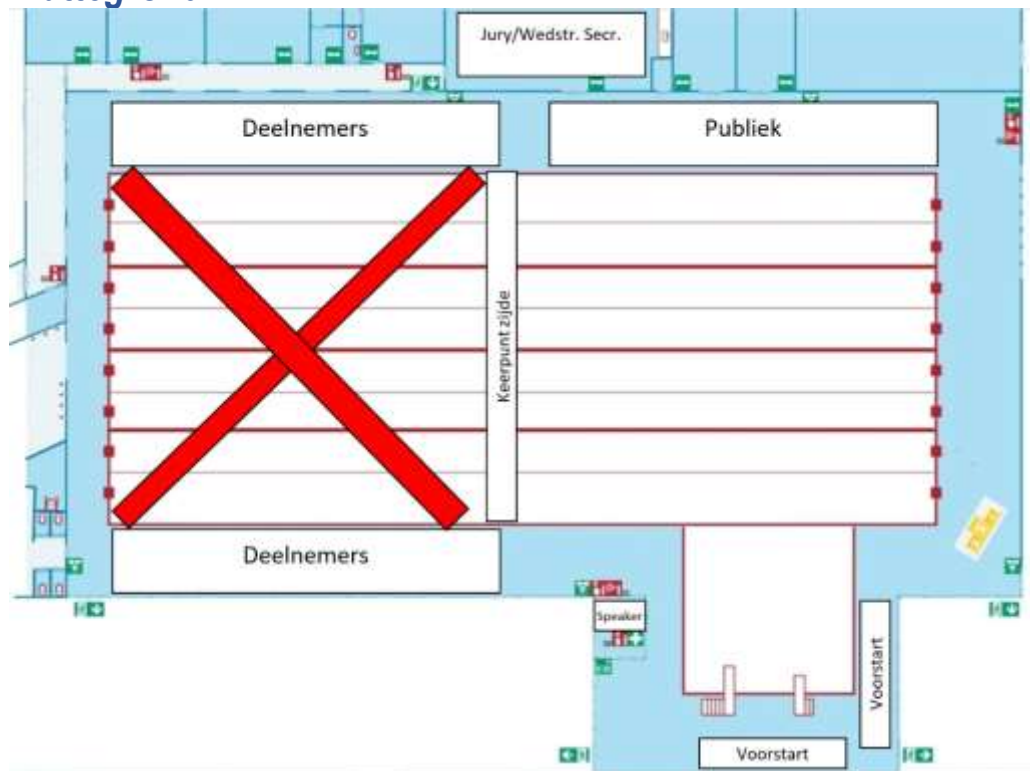 Jury/Wedstr. Secr.
Deelnemers
Publiek
Keerpunt zijde
Deelnemers
Speaker
Voorstart
Voorstart